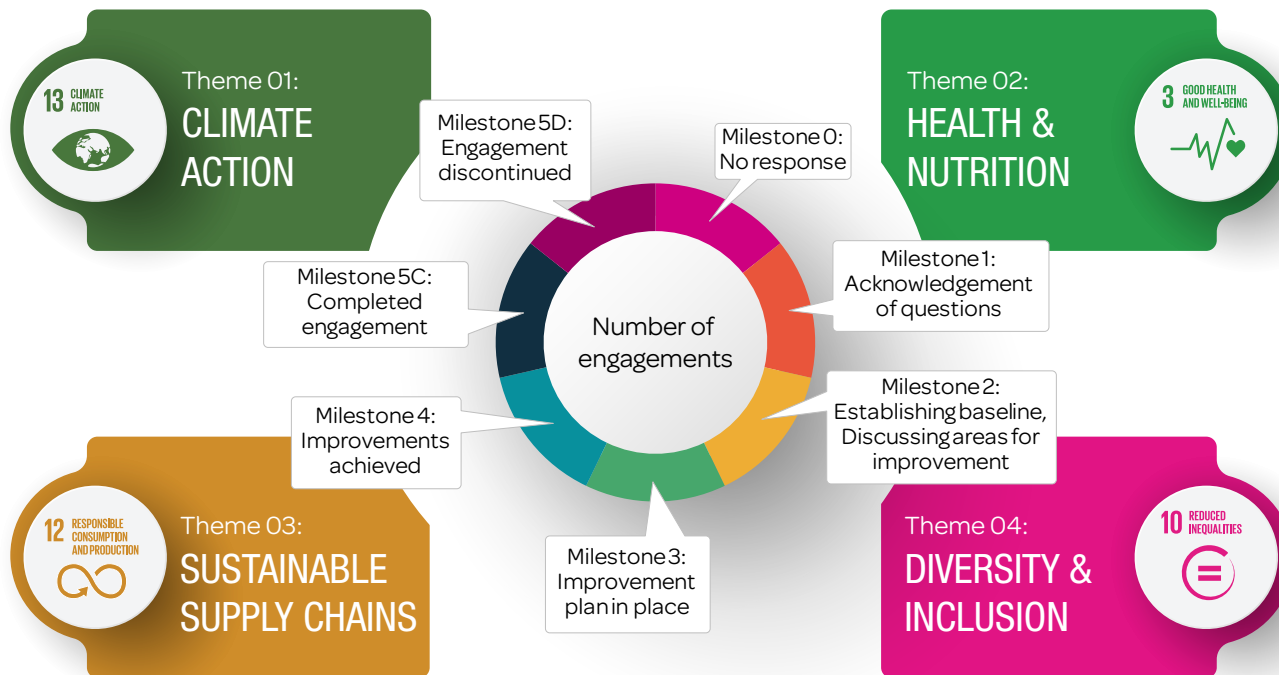 13 CLIMATE
ACTION
Theme 01:
CLIMATE
ACTION
Theme 02:
HEALTH &
NUTRITION
3 GOOD HEALTH
AND WELL-BEING
Milestone 5D:
Engagement
discontinued
Milestone 0:
No response
Milestone 5C:
Completed
engagement
Number of
engagements
Milestone 1:
Acknowledgement
of questions
Milestone 4:
Improvements
achieved
Milestone 2:
Establishing baseline,
Discussing areas for
improvement
Milestone 3:
Improvement
plan in place
12 RESPONSIBLE
CONSUMPTION
AND PRODUCTION
Theme 03:
SUSTAINABLE
SUPPLY CHAINS
Theme 04:
DIVERSITY &
INCLUSION
10 REDUCED
INEQUALITIES